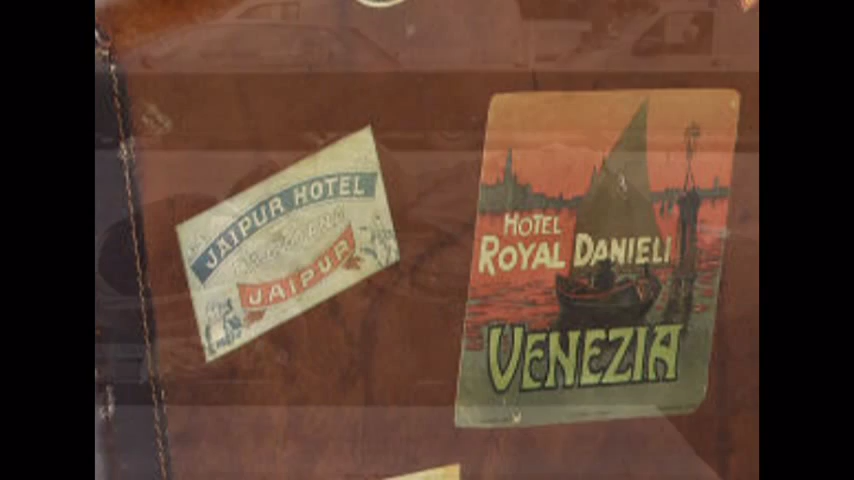 JAIPUR HOTEL
JAIPUR
HOTEL
ROYAL DANIELI
VENEZIA